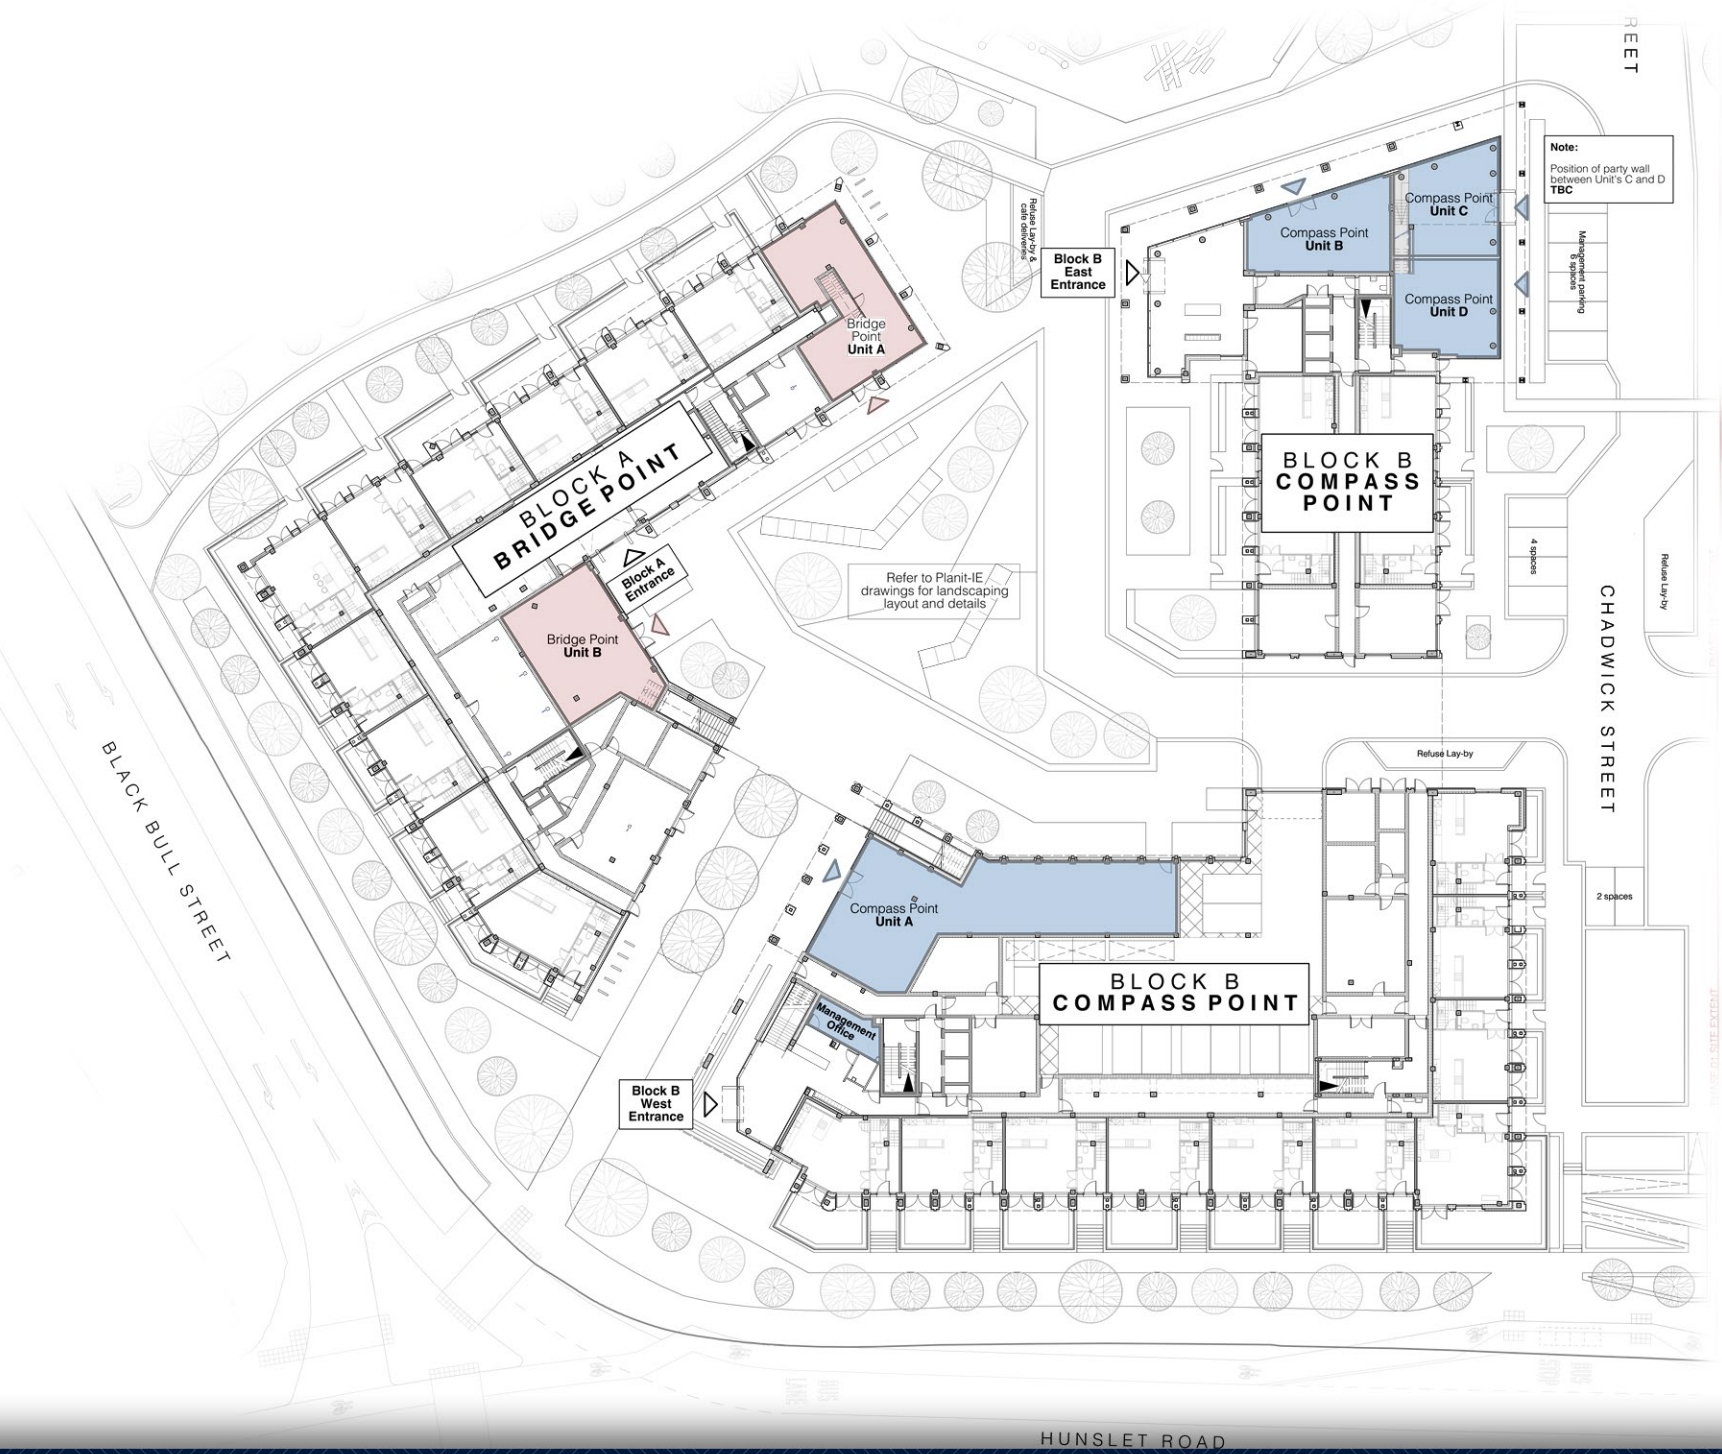 REET
Note:
Position of party wall
between Unit's C and D
TBC
Compass Point
Unit C
Compass Point
Unit B
Compass Point
Unit D
Management parking
6 spaces
Refuse Lay-by &
cafe deliveries
Block B
East
Entrance
Bridge
Point
Unit A
BLOCK A
BRIDGE POINT
BLOCK B
COMPASS
POINT
Block A
Entrance
Refer to Planit-IE
drawings for landscaping
layout and details
4 spaces
Refuse Lay-by
CHADWICK STREET
Bridge Point
Unit B
BLACK BULL STREET
Refuse Lay-by
2 spaces
Compass Point
Unit A
BLOCK B
COMPASS POINT
Management
Office
Block B
West
Entrance
HUNSLET ROAD